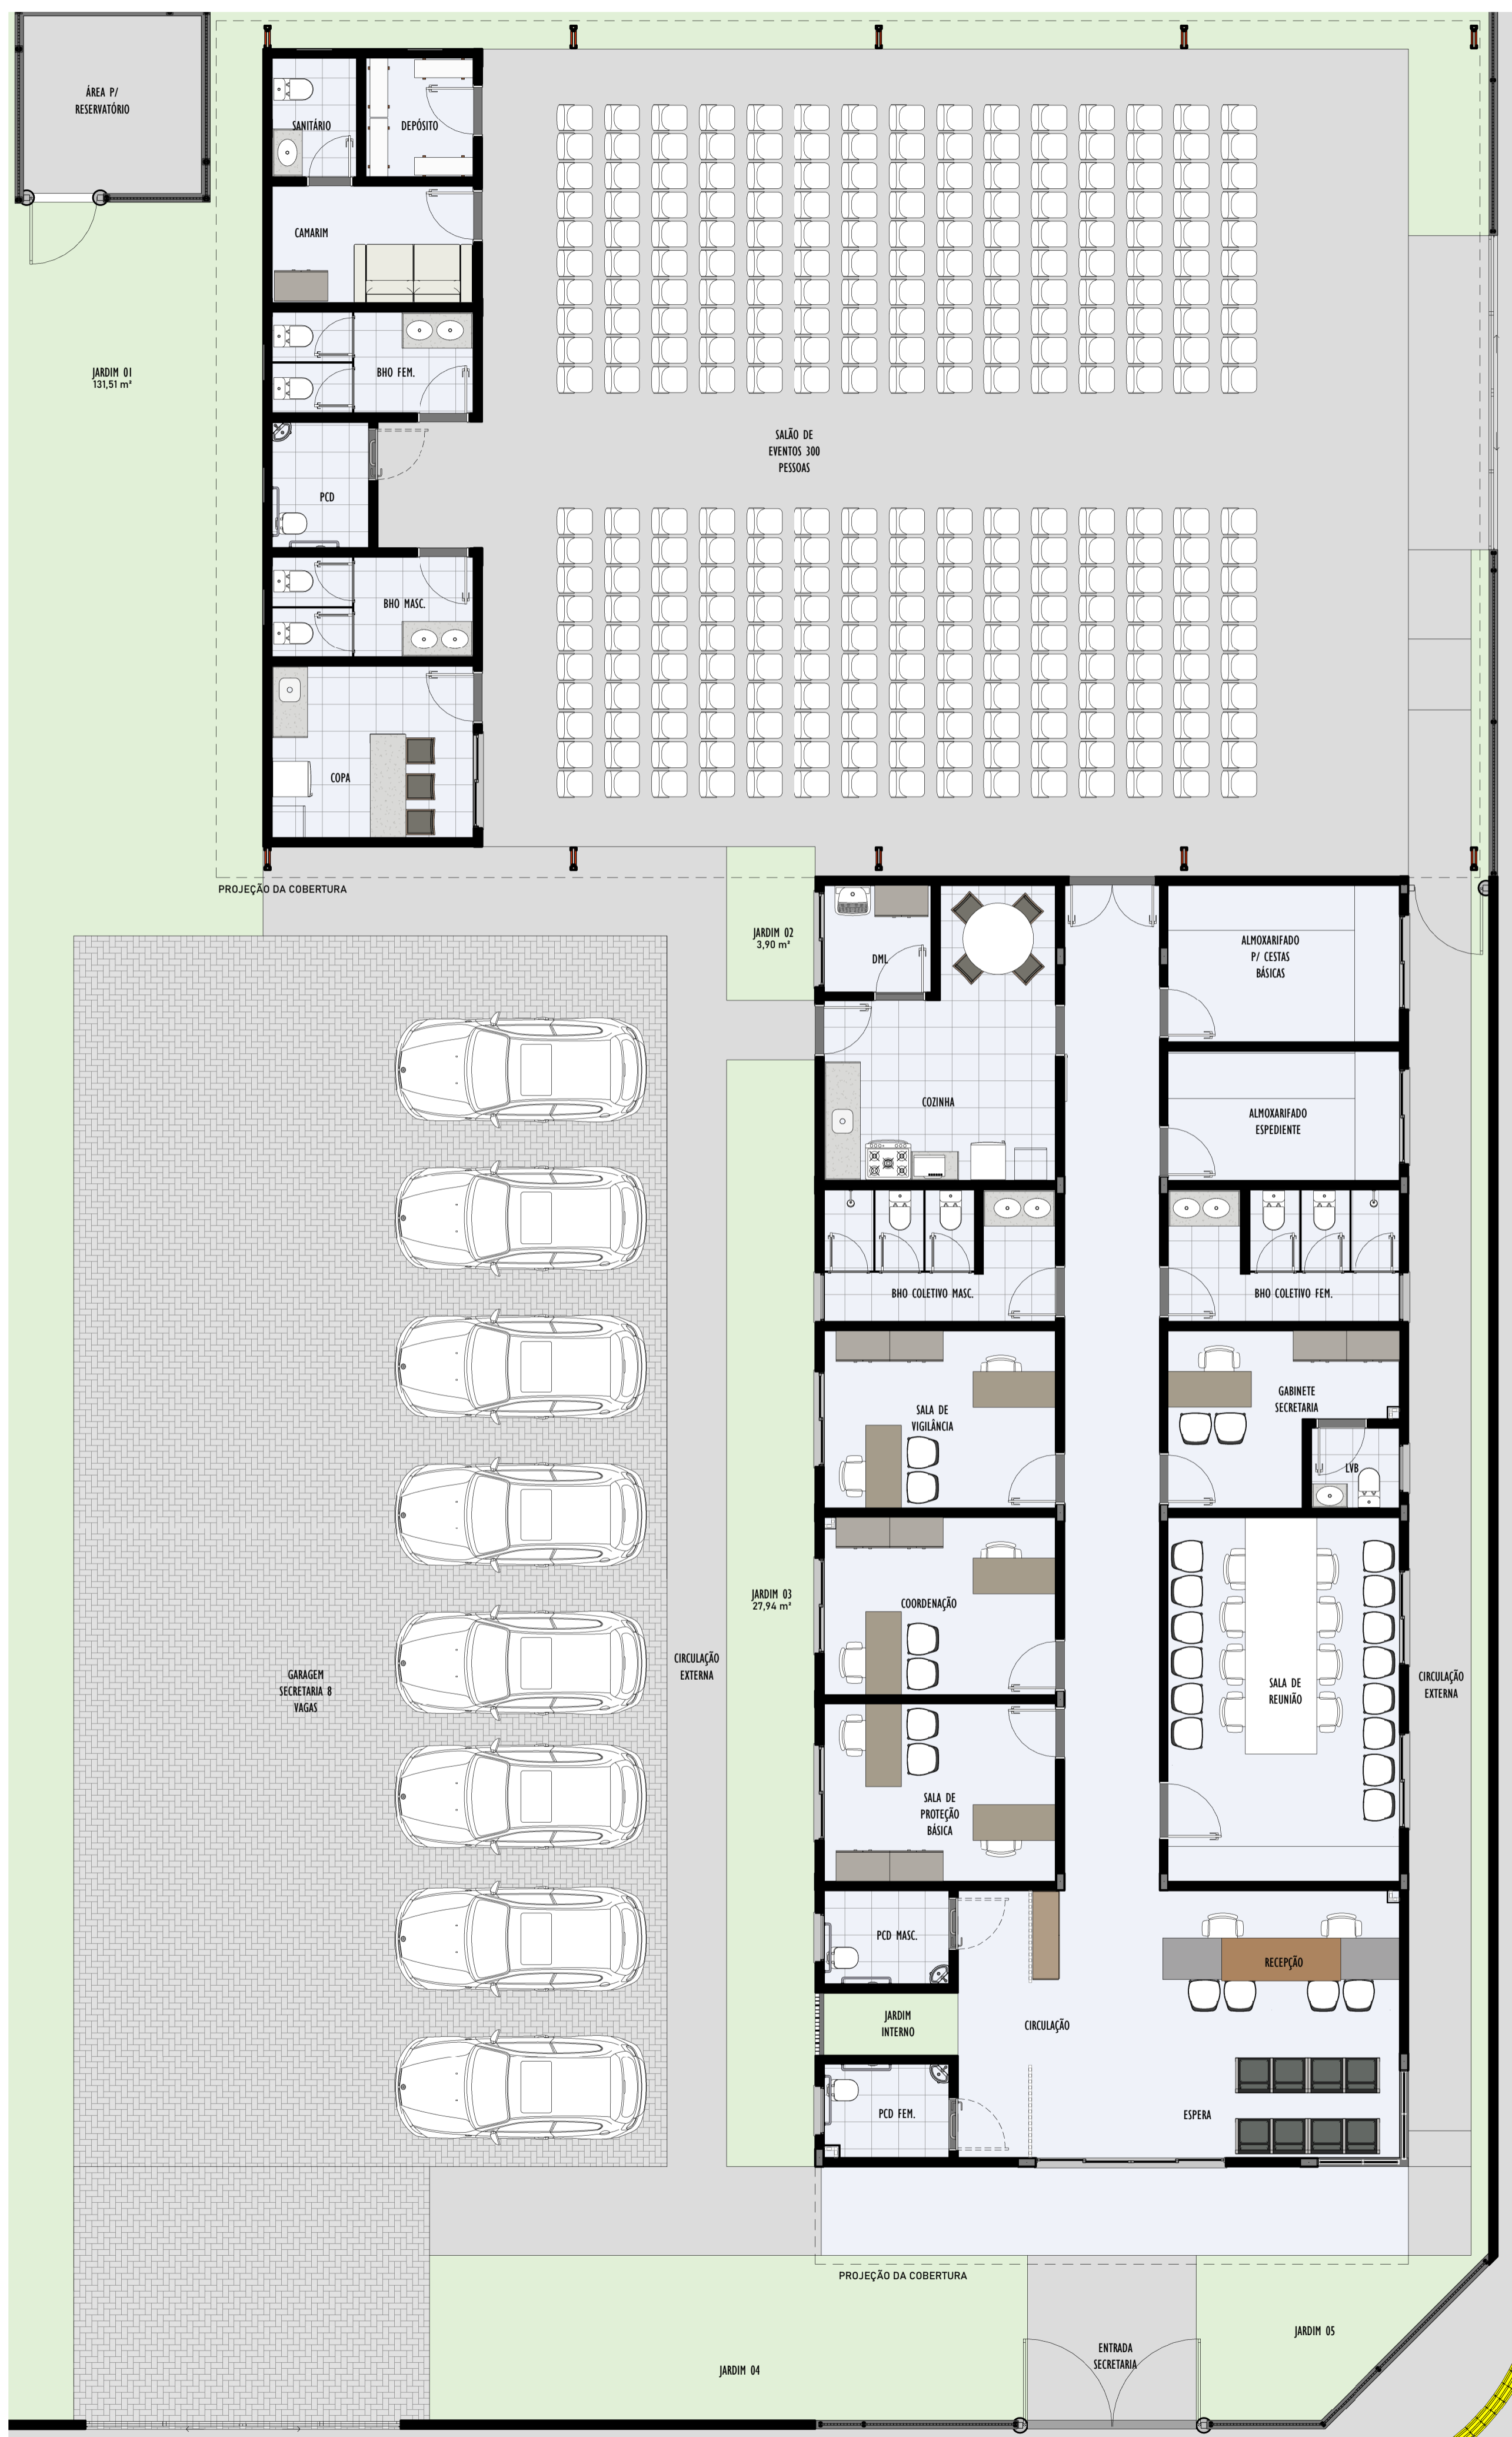 ÁREA P/
RESERVATÓRIO
SANITÁRIO
DEPÓSITO
CAMARIM
JARDIM 01
131,51 m²
BHO FEM.
SALÃO DE
EVENTOS 300
PESSOAS
PCD
BHO MASC.
COPA
PROJEÇÃO DA COBERTURA
JARDIM 02
3,90 m²
DML
ALMOXARIFADO
P/ CESTAS
BÁSICAS
COZINHA
ALMOXARIFADO
ESPEDIENTE
BHO COLETIVO MASC.
BHO COLETIVO FEM.
SALA DE
VIGILÂNCIA
GABINETE
SECRETARIA
LVB
JARDIM 03
27,94 m²
COORDENAÇÃO
GARAGEM
SECRETARIA 8
VAGAS
CIRCULAÇÃO
EXTERNA
SALA DE
REUNIÃO
CIRCULAÇÃO
EXTERNA
SALA DE
PROTEÇÃO
BÁSICA
PCD MASC.
RECEPÇÃO
JARDIM
INTERNO
CIRCULAÇÃO
PCD FEM.
ESPERA
PROJEÇÃO DA COBERTURA
JARDIM 04
ENTRADA
SECRETARIA
JARDIM 05